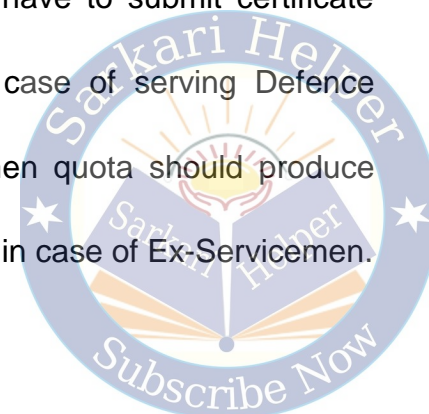 have to submit certificate
case of serving Defence
en quota should produce
in case of Ex-Servicemen.
Sarkari Helper
Sarkari Helper
Subscribe Now